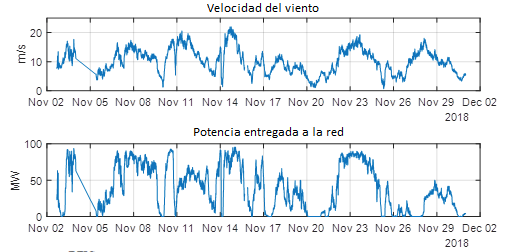 Velocidad del viento
20
10
0
m/s
Nov 02 Nov 05 Nov 08 Nov 11 Nov 14 Nov 17 Nov 20 Nov 23 Nov 26 Nov 29 Dec 02
2018
Potencia entregada a la red
100
50
0
MW
Nov 02 Nov 05 Nov 08 Nov 11 Nov 14 Nov 17 Nov 20 Nov 23 Nov 26 Nov 29 Dec 02
2018